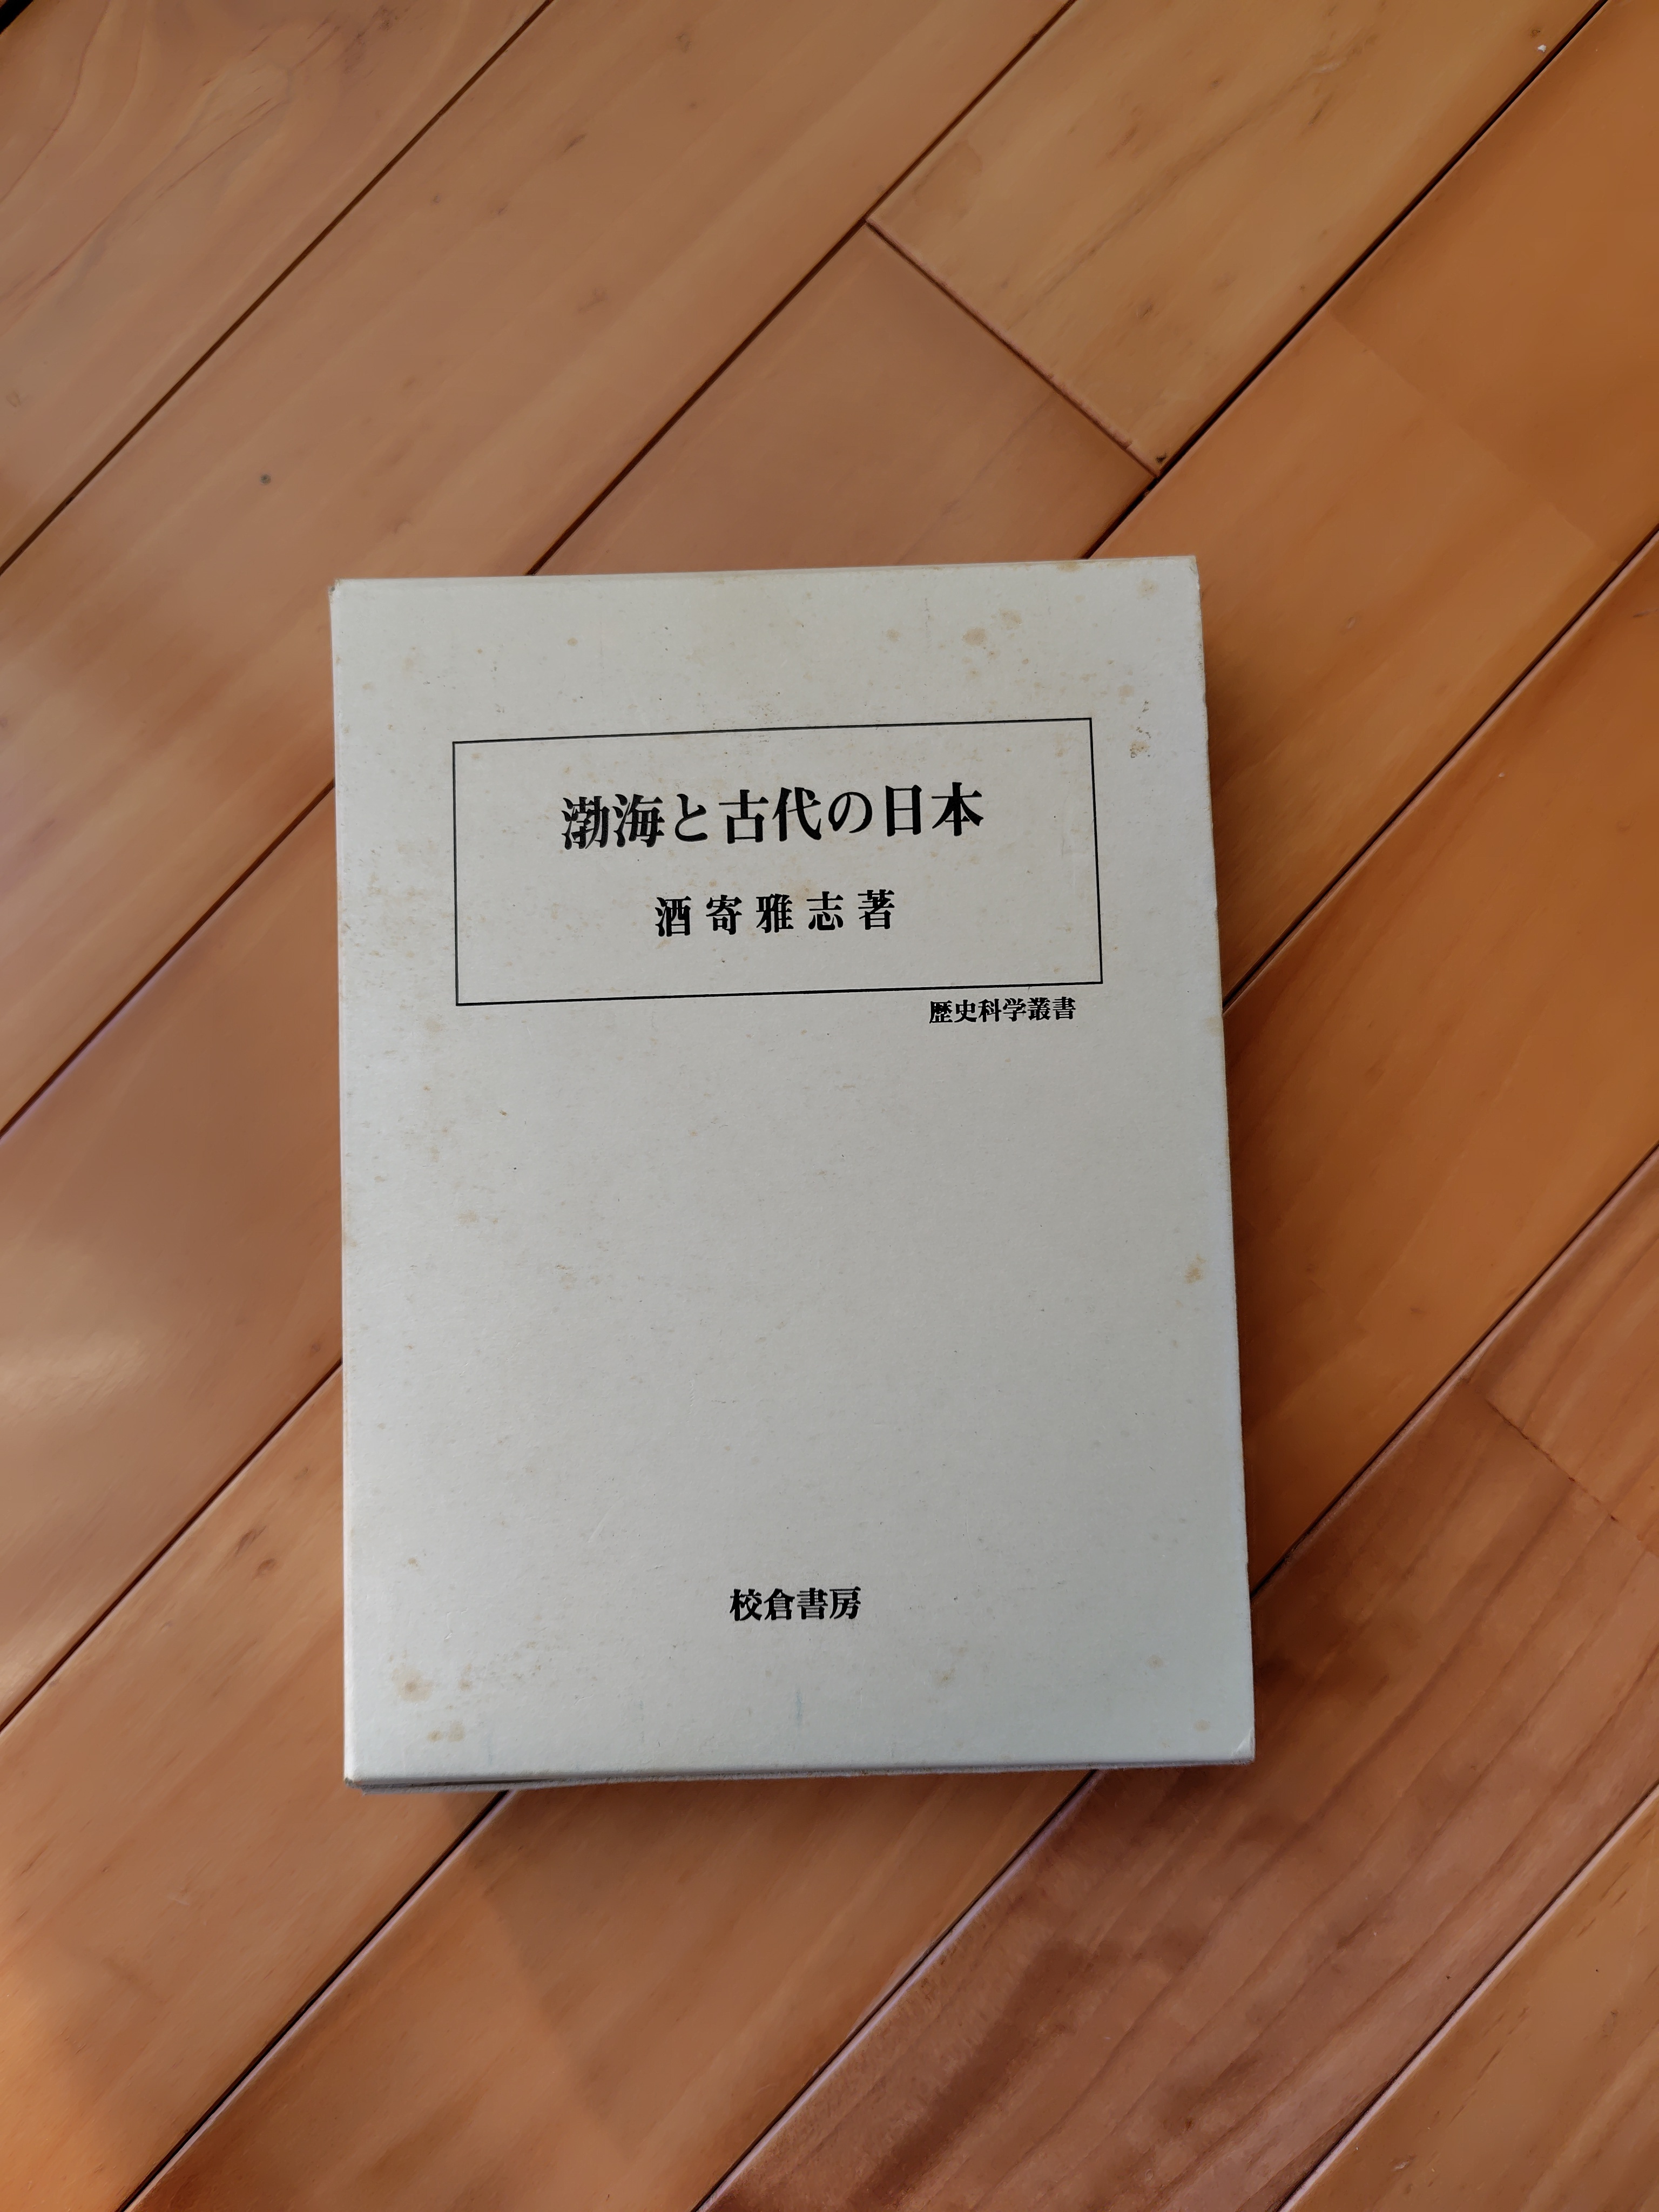 渤海と古代の日本
酒寄雅志著
歴史科学叢書
校倉書房